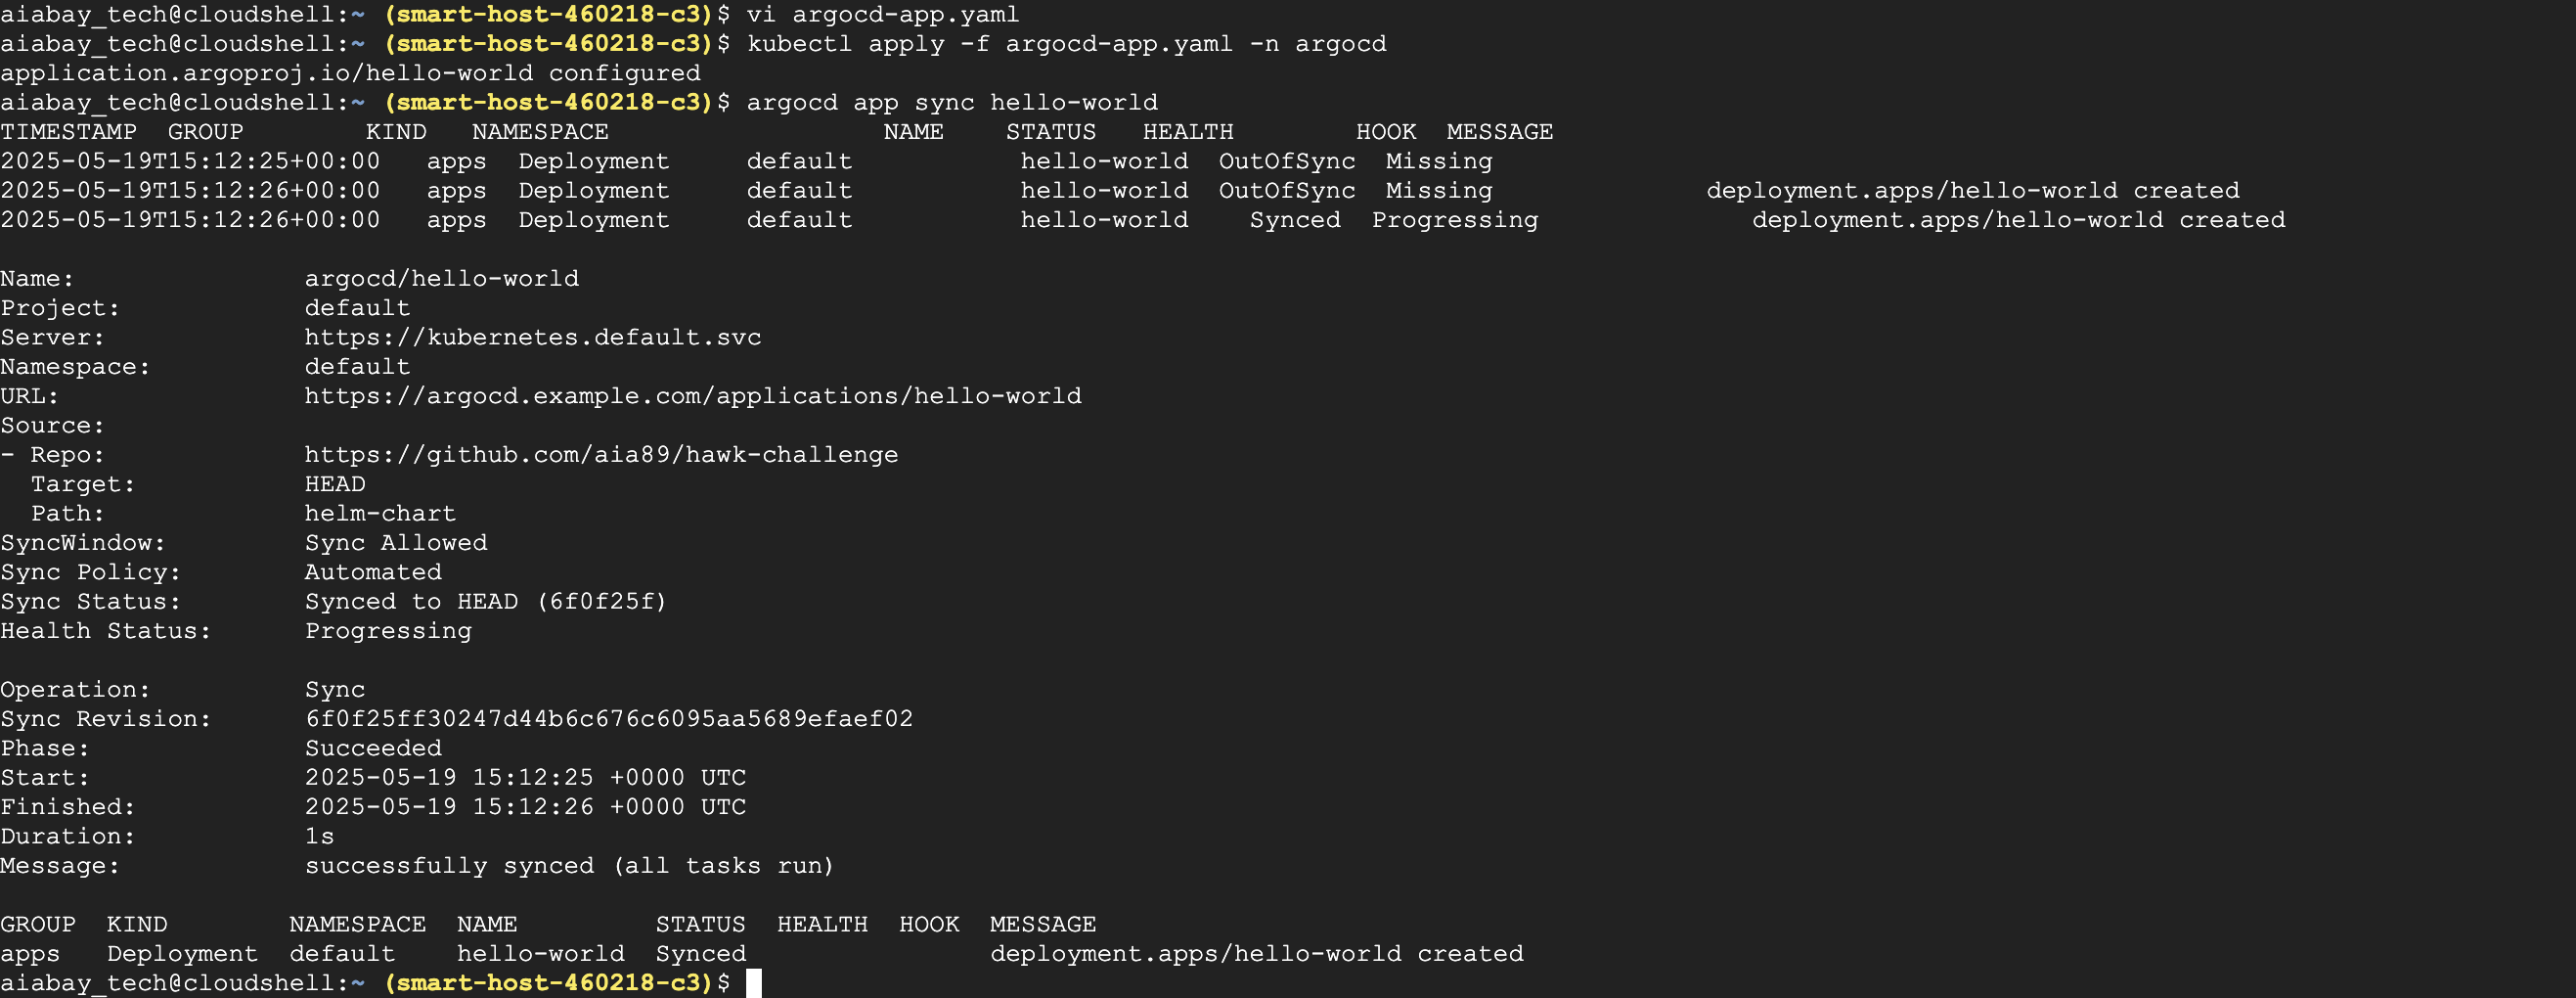 aiabay_tech@cloudshell:~ (smart-host-460218-c3)$ vi argocd-app.yaml
aiabay_tech@cloudshell:~ (smart-host-460218-c3)$ kubectl apply -f argocd-app.yaml -n argocd
application.argoproj.io/hello-world configured
aiabay_tech@cloudshell:~ (smart-host-460218-c3)$ argocd app sync hello-world
TIMESTAMP  GROUP        KIND   NAMESPACE                  NAME    STATUS   HEALTH        HOOK  MESSAGE
2025-05-19T15:12:25+00:00   apps  Deployment     default           hello-world  OutOfSync  Missing
2025-05-19T15:12:26+00:00   apps  Deployment     default           hello-world  OutOfSync  Missing              deployment.apps/hello-world created
2025-05-19T15:12:26+00:00   apps  Deployment     default           hello-world    Synced  Progressing              deployment.apps/hello-world created

Name:               argocd/hello-world
Project:            default
Server:             https://kubernetes.default.svc
Namespace:          default
URL:                https://argocd.example.com/applications/hello-world
Source:
- Repo:             https://github.com/aia89/hawk-challenge
  Target:           HEAD
  Path:             helm-chart
SyncWindow:         Sync Allowed
Sync Policy:        Automated
Sync Status:        Synced to HEAD (6f0f25f)
Health Status:      Progressing

Operation:          Sync
Sync Revision:      6f0f25ff30247d44b6c676c6095aa5689efaef02
Phase:              Succeeded
Start:              2025-05-19 15:12:25 +0000 UTC
Finished:           2025-05-19 15:12:26 +0000 UTC
Duration:           1s
Message:            successfully synced (all tasks run)

GROUP  KIND        NAMESPACE  NAME         STATUS  HEALTH  HOOK  MESSAGE
apps   Deployment  default    hello-world  Synced                deployment.apps/hello-world created
aiabay_tech@cloudshell:~ (smart-host-460218-c3)$